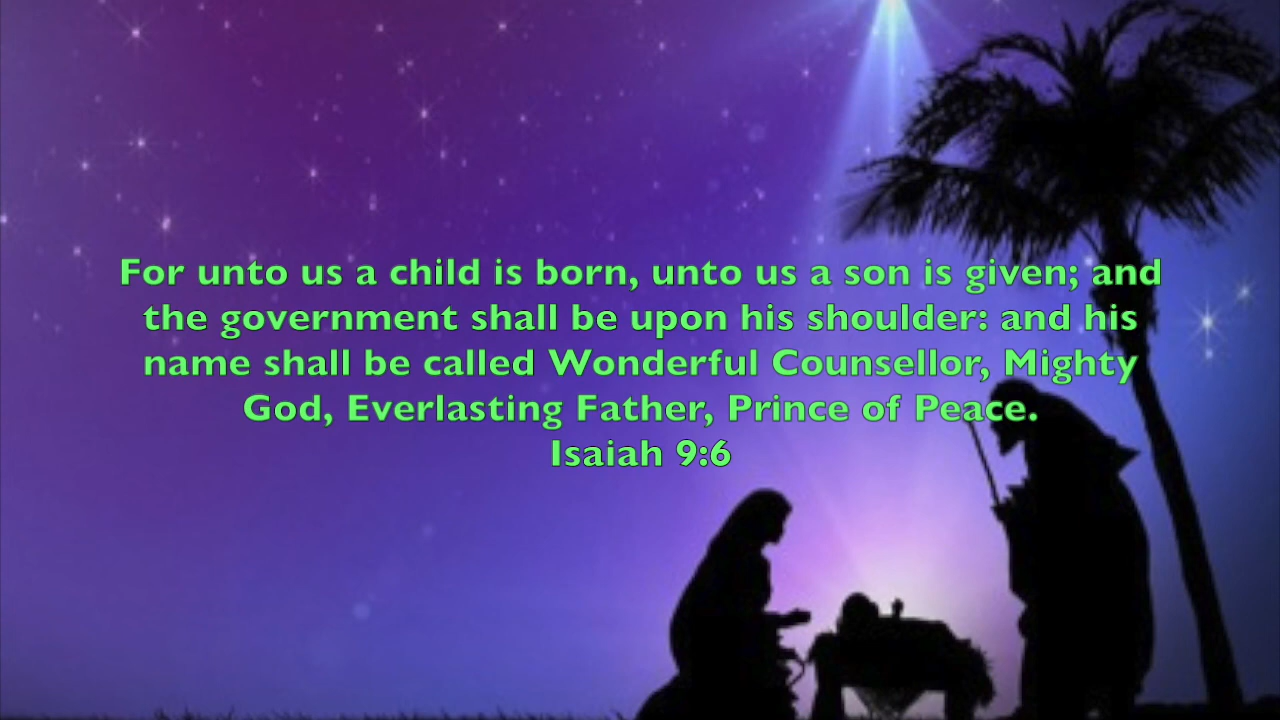 For unto us a child is born, unto us a son is given; and
the government shall be upon his shoulder: and his
name shall be called Wonderful Counsellor, Mighty
God, Everlasting Father, Prince of Peace.
Isaiah 9:6